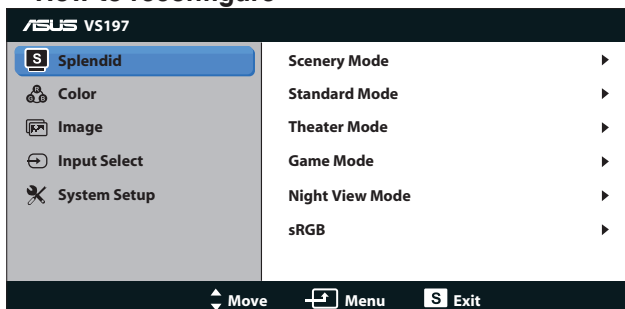 How to reconfigure
ASUS VS197
S Splendid
Color
Image
Input Select
System Setup
Scenery Mode
Standard Mode
Theater Mode
Game Mode
Night View Mode
sRGB
Move Menu S Exit